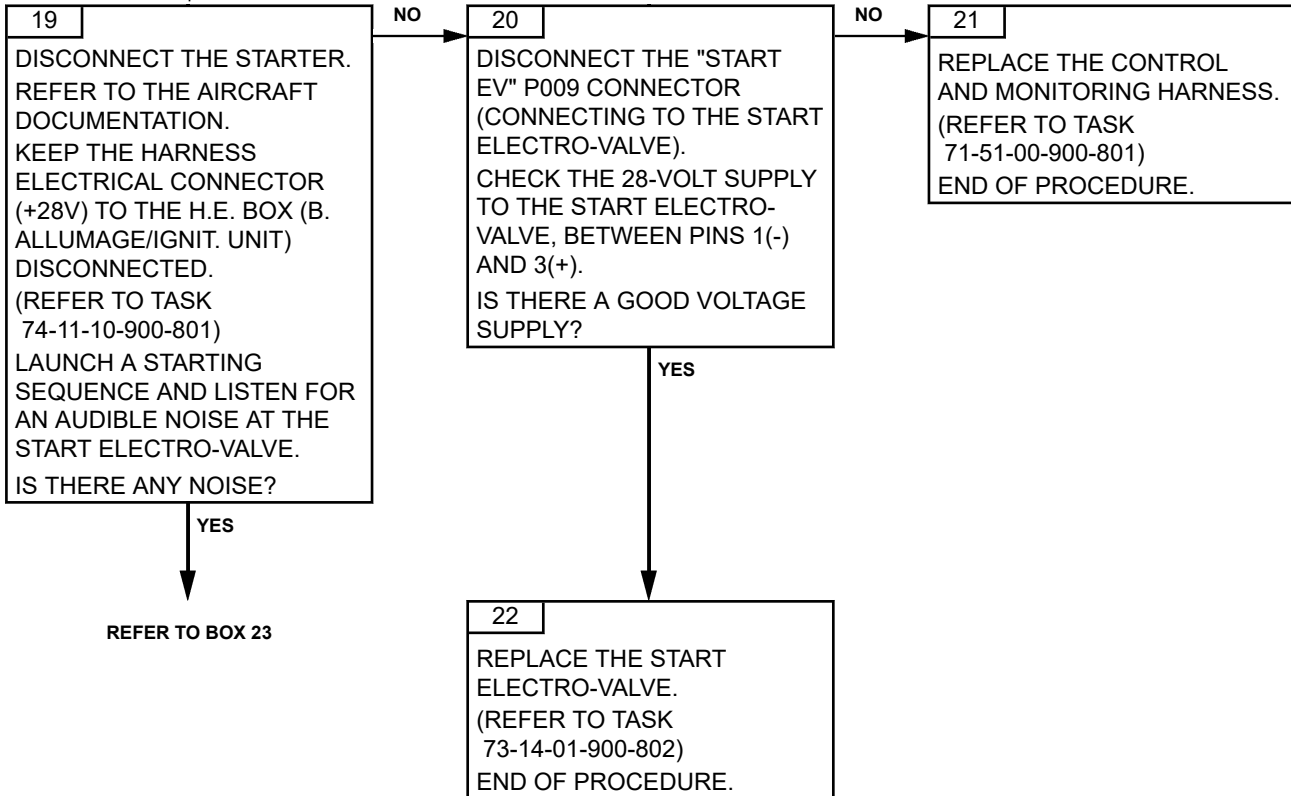 19
DISCONNECT THE STARTER.
REFER TO THE AIRCRAFT
DOCUMENTATION.
KEEP THE HARNESS
ELECTRICAL CONNECTOR
(+28V) TO THE H.E. BOX (B.
ALLUMAGE/IGNIT. UNIT)
DISCONNECTED.
(REFER TO TASK
74-11-10-900-801)
LAUNCH A STARTING
SEQUENCE AND LISTEN FOR
AN AUDIBLE NOISE AT THE
START ELECTRO-VALVE.
IS THERE ANY NOISE?
NO
YES
REFER TO BOX 23
20
DISCONNECT THE "START
EV" P009 CONNECTOR
(CONNECTING TO THE START
ELECTRO-VALVE).
CHECK THE 28-VOLT SUPPLY
TO THE START ELECTRO-
VALVE, BETWEEN PINS 1(-)
AND 3(+).
IS THERE A GOOD VOLTAGE
SUPPLY?
NO
YES
21
REPLACE THE CONTROL
AND MONITORING HARNESS.
(REFER TO TASK
71-51-00-900-801)
END OF PROCEDURE.
22
REPLACE THE START
ELECTRO-VALVE.
(REFER TO TASK
73-14-01-900-802)
END OF PROCEDURE.